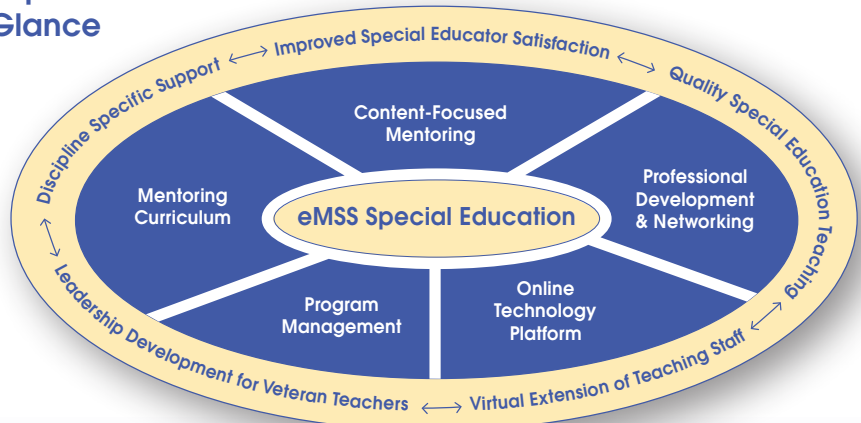 Glance
Improved Special Educator Satisfaction
Quality Special Education Teaching
Virtual Extension of Teaching Staff
Leadership Development for Veteran Teachers
Discipline Specific Support
Content-Focused
Mentoring
Professional
Development
& Networking
Online
Technology
Platform
Program
Management
Mentoring
Curriculum
eMSS Special Education